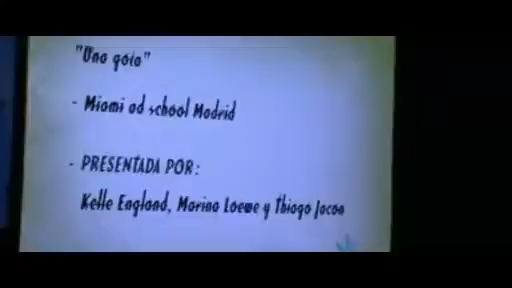 "Una gota"
- Miami ad school Madrid
- PRESENTADA POR:
Kelle England, Marina Loewe y Thiago Jacon